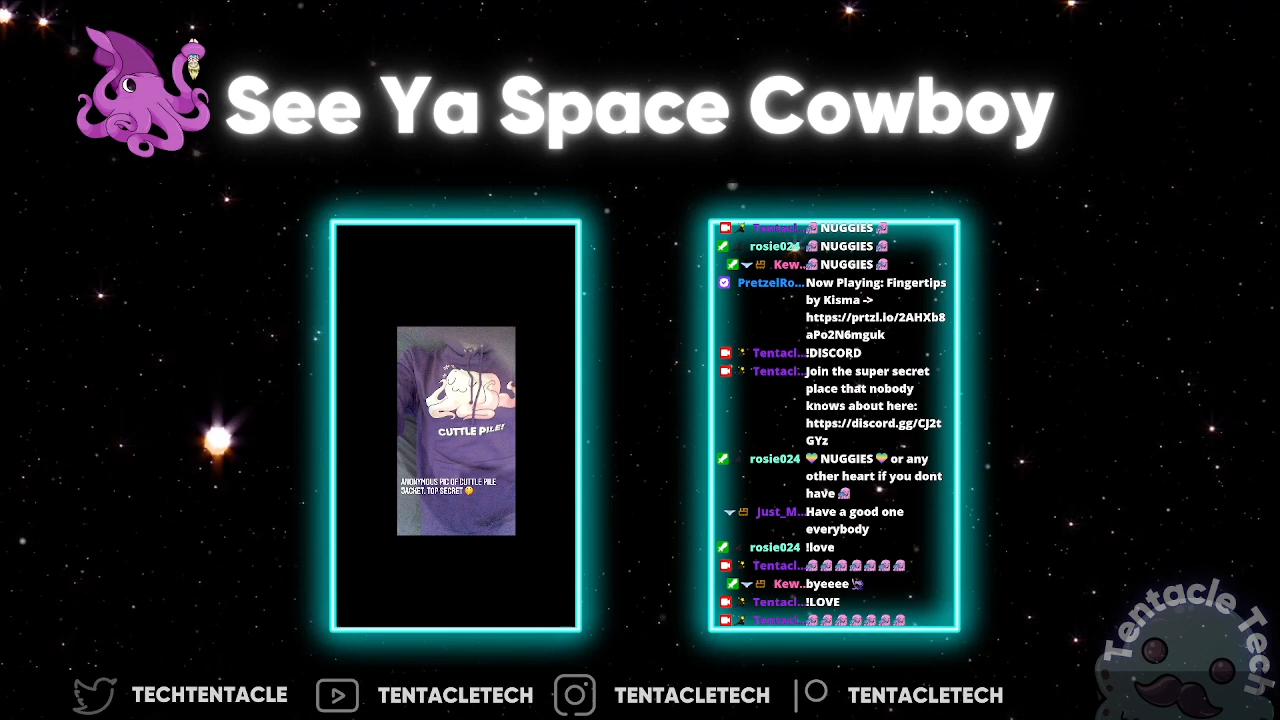 See Ya Space Cowboy
CUTTLE PILE!
ANONYMOUS PIC OF CUTTLE PILE
JACKET. TOP SECRET
Tentacl... NUGGIES
rosie024 NUGGIES
Kew... NUGGIES
PretzelRo... Now Playing: Fingertips
by Kisma ->
https://prtzl.io/2AHXb8
aPo2N6mguk
Tentacl... !DISCORD
Tentacl... Join the super secret
place that nobody
knows about here:
https://discord.gg/CJ2t
GYz
rosie024 💚 NUGGIES 💚 or any
other heart if you dont
have
Just_M... Have a good one
everybody
rosie024 !love
Tentacl...
Kew... byeeee
Tentacl... !LOVE
Tentacl...
Tentacle Tech
TECHTENTACLE
TENTACLETECH
TENTACLETECH
TENTACLETECH